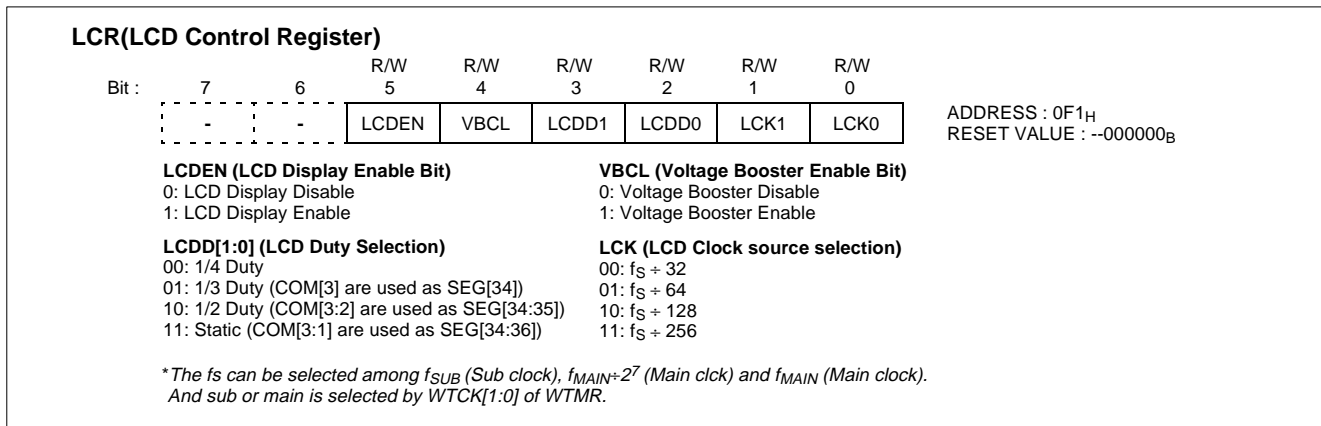 LCR(LCD Control Register)
R/W R/W R/W R/W R/W R/W
Bit : 7 6 5 4 3 2 1 0
- - LCDEN VBCL LCDD1 LCDD0 LCK1 LCK0
ADDRESS : 0F1H
RESET VALUE : --000000B
LCDEN (LCD Display Enable Bit)
0: LCD Display Disable
1: LCD Display Enable
VBCL (Voltage Booster Enable Bit)
0: Voltage Booster Disable
1: Voltage Booster Enable
LCDD[1:0] (LCD Duty Selection)
00: 1/4 Duty
01: 1/3 Duty (COM[3] are used as SEG[34])
10: 1/2 Duty (COM[3:2] are used as SEG[34:35])
11: Static (COM[3:1] are used as SEG[34:36])
LCK (LCD Clock source selection)
00: fS ÷ 32
01: fS ÷ 64
10: fS ÷ 128
11: fS ÷ 256
*The fs can be selected among fSUB (Sub clock), fMAIN÷2⁷ (Main clck) and fMAIN (Main clock).
And sub or main is selected by WTCK[1:0] of WTMR.